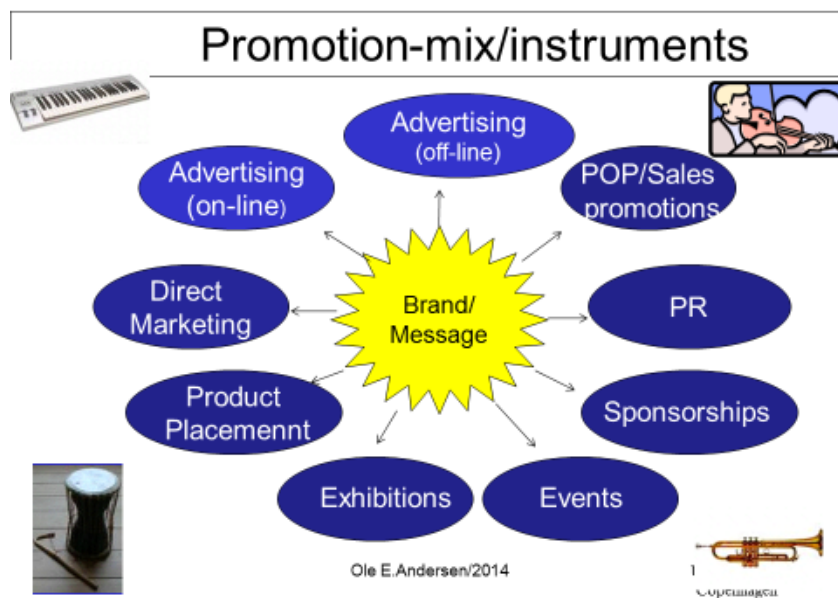 Promotion-mix/instruments
Advertising
(off-line)
Advertising
(on-line)
POP/Sales
promotions
Direct
Marketing
Brand/
Message
PR
Product
Placemennt
Sponsorships
Exhibitions
Events
Ole E.Andersen/2014
Copenhagen